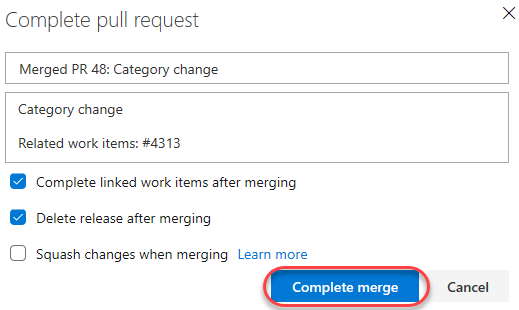 Complete pull request
Merged PR 48: Category change
Category change
Related work items: #4313
Complete linked work items after merging
Delete release after merging
Squash changes when merging Learn more
Complete merge Cancel